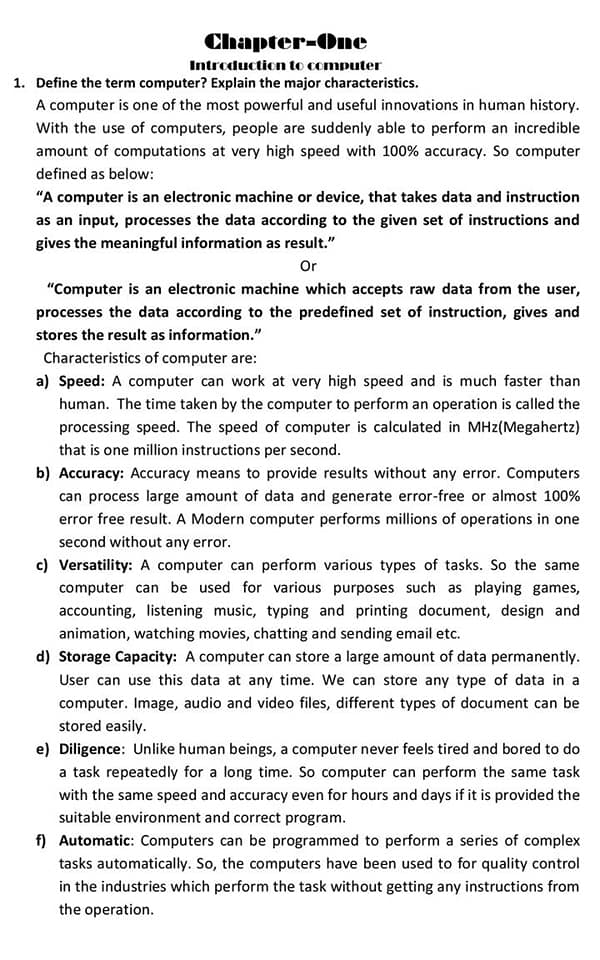 Chapter-One
Introduction to computer
1. Define the term computer? Explain the major characteristics.
A computer is one of the most powerful and useful innovations in human history.
With the use of computers, people are suddenly able to perform an incredible
amount of computations at very high speed with 100% accuracy. So computer
defined as below:
“A computer is an electronic machine or device, that takes data and instruction
as an input, processes the data according to the given set of instructions and
gives the meaningful information as result.”
Or
“Computer is an electronic machine which accepts raw data from the user,
processes the data according to the predefined set of instruction, gives and
stores the result as information.”
Characteristics of computer are:
a) Speed: A computer can work at very high speed and is much faster than
human. The time taken by the computer to perform an operation is called the
processing speed. The speed of computer is calculated in MHz(Megahertz)
that is one million instructions per second.
b) Accuracy: Accuracy means to provide results without any error. Computers
can process large amount of data and generate error-free or almost 100%
error free result. A Modern computer performs millions of operations in one
second without any error.
c) Versatility: A computer can perform various types of tasks. So the same
computer can be used for various purposes such as playing games,
accounting, listening music, typing and printing document, design and
animation, watching movies, chatting and sending email etc.
d) Storage Capacity: A computer can store a large amount of data permanently.
User can use this data at any time. We can store any type of data in a
computer. Image, audio and video files, different types of document can be
stored easily.
e) Diligence: Unlike human beings, a computer never feels tired and bored to do
a task repeatedly for a long time. So computer can perform the same task
with the same speed and accuracy even for hours and days if it is provided the
suitable environment and correct program.
f) Automatic: Computers can be programmed to perform a series of complex
tasks automatically. So, the computers have been used to for quality control
in the industries which perform the task without getting any instructions from
the operation.